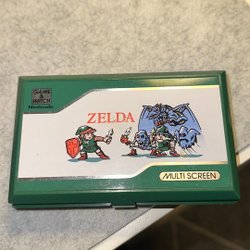 GAME &
WATCH
Nintendo
ZELDA
MULTI SCREEN